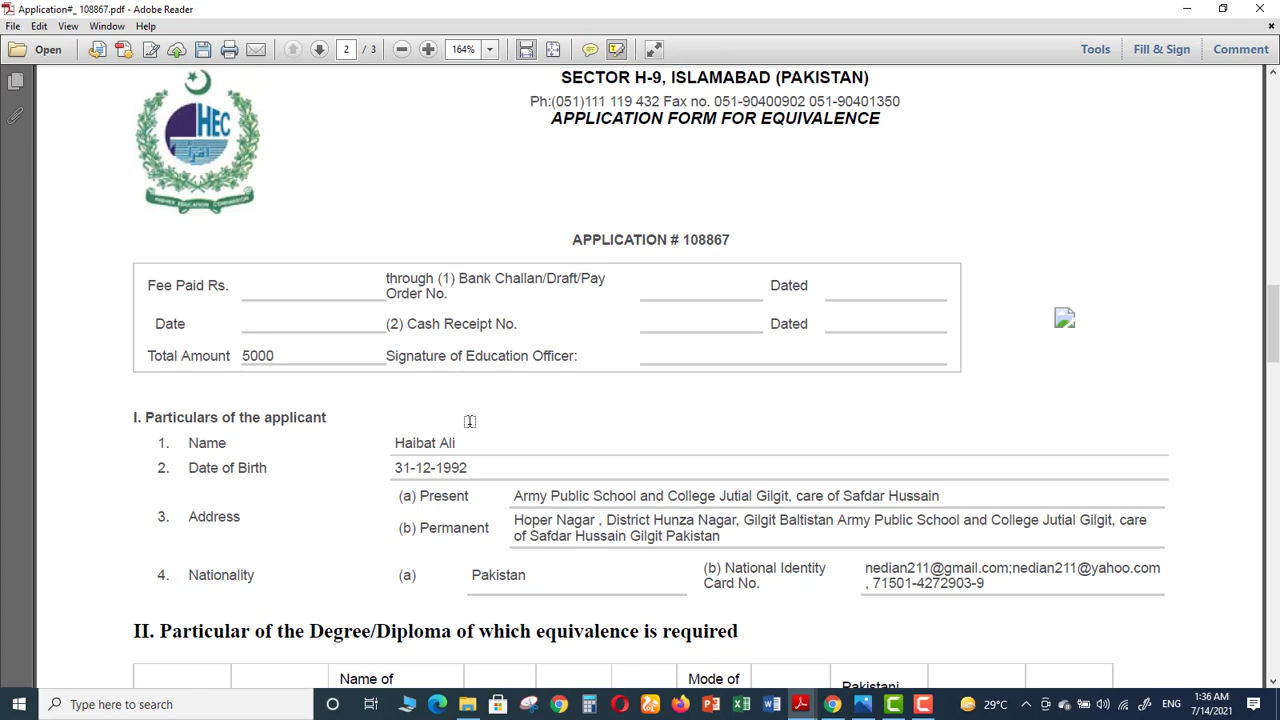 Application#_ 108867.pdf - Adobe Reader
File Edit View Window Help
Open 2 / 3 164% Tools Fill & Sign Comment
HEC
HIGHER EDUCATION COMMISSION
SECTOR H-9, ISLAMABAD (PAKISTAN)
Ph:(051)111 119 432 Fax no. 051-90400902 051-90401350
APPLICATION FORM FOR EQUIVALENCE
APPLICATION # 108867
Fee Paid Rs. through (1) Bank Challan/Draft/Pay Dated
Order No.
Date (2) Cash Receipt No. Dated
Total Amount 5000 Signature of Education Officer:
I. Particulars of the applicant
1. Name Haibat Ali
2. Date of Birth 31-12-1992
3. Address (a) Present Army Public School and College Jutial Gilgit, care of Safdar Hussain
(b) Permanent Hoper Nagar , District Hunza Nagar, Gilgit Baltistan Army Public School and College Jutial Gilgit, care
of Safdar Hussain Gilgit Pakistan
4. Nationality (a) Pakistan (b) National Identity nedian211@gmail.com;nedian211@yahoo.com
Card No. , 71501-4272903-9
II. Particular of the Degree/Diploma of which equivalence is required
Name of Mode of Pakistani
Type here to search
29°C ENG 1:36 AM
7/14/2021